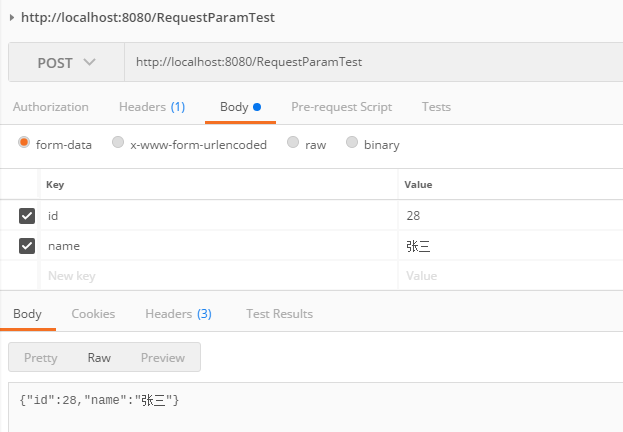 http://localhost:8080/RequestParamTest
POST http://localhost:8080/RequestParamTest
Authorization Headers (1) Body Pre-request Script Tests
form-data x-www-form-urlencoded raw binary
Key Value
id 28
name 张三
New key Value
Body Cookies Headers (3) Test Results
Pretty Raw Preview
{"id":28,"name":"张三"}